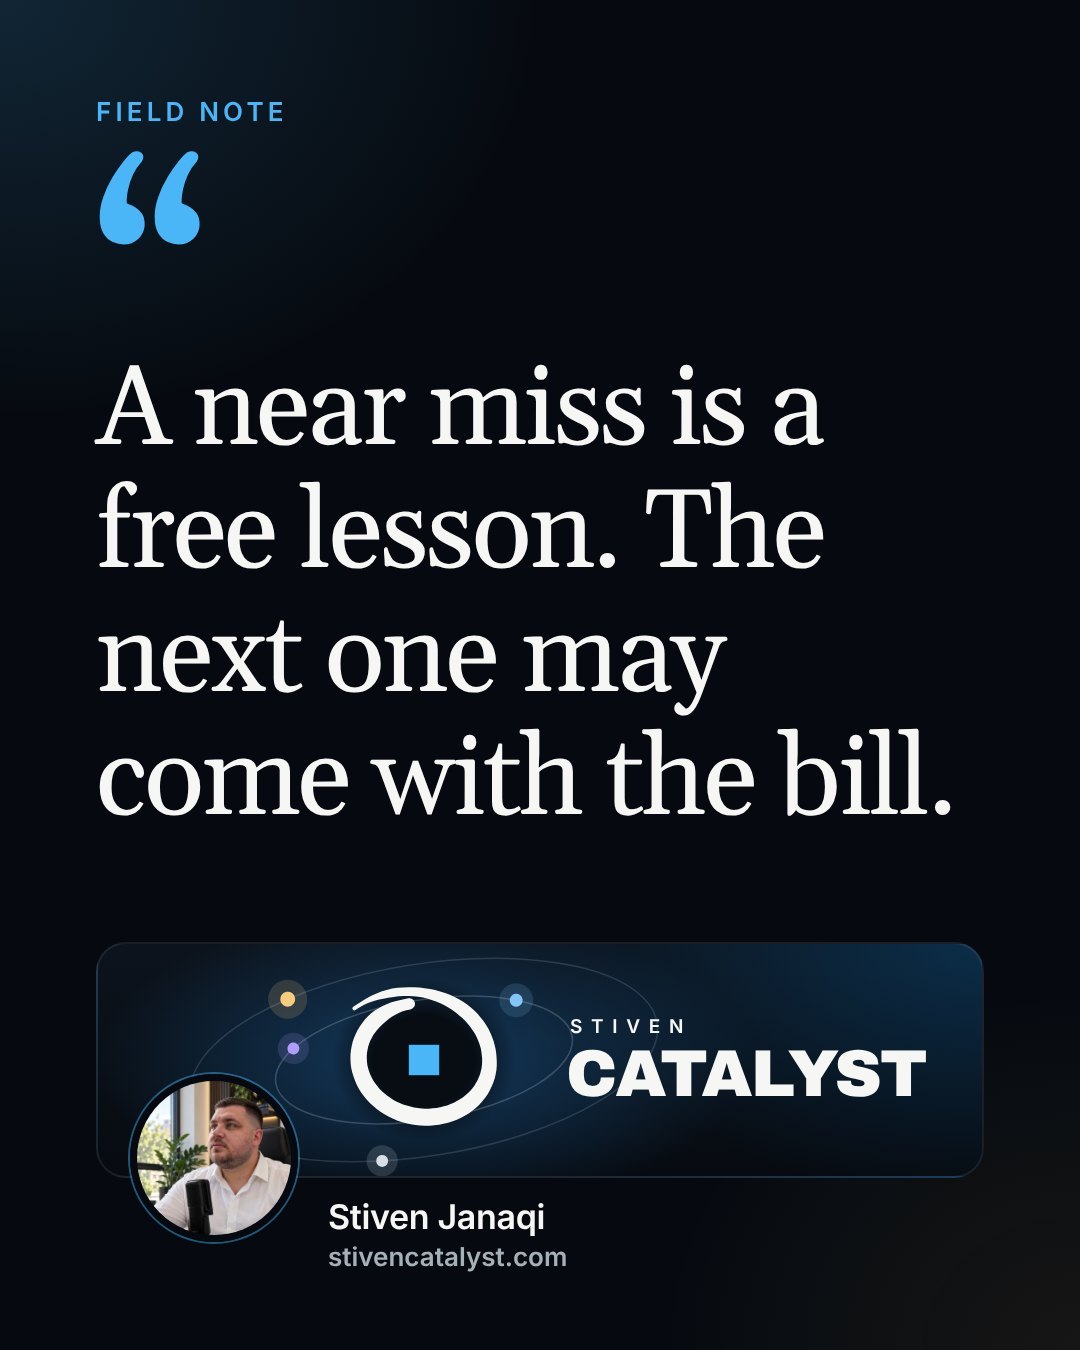 FIELD NOTE
“
A near miss is a
free lesson. The
next one may
come with the bill.
STIVEN
CATALYST
Stiven Janaqi
stivencatalyst.com